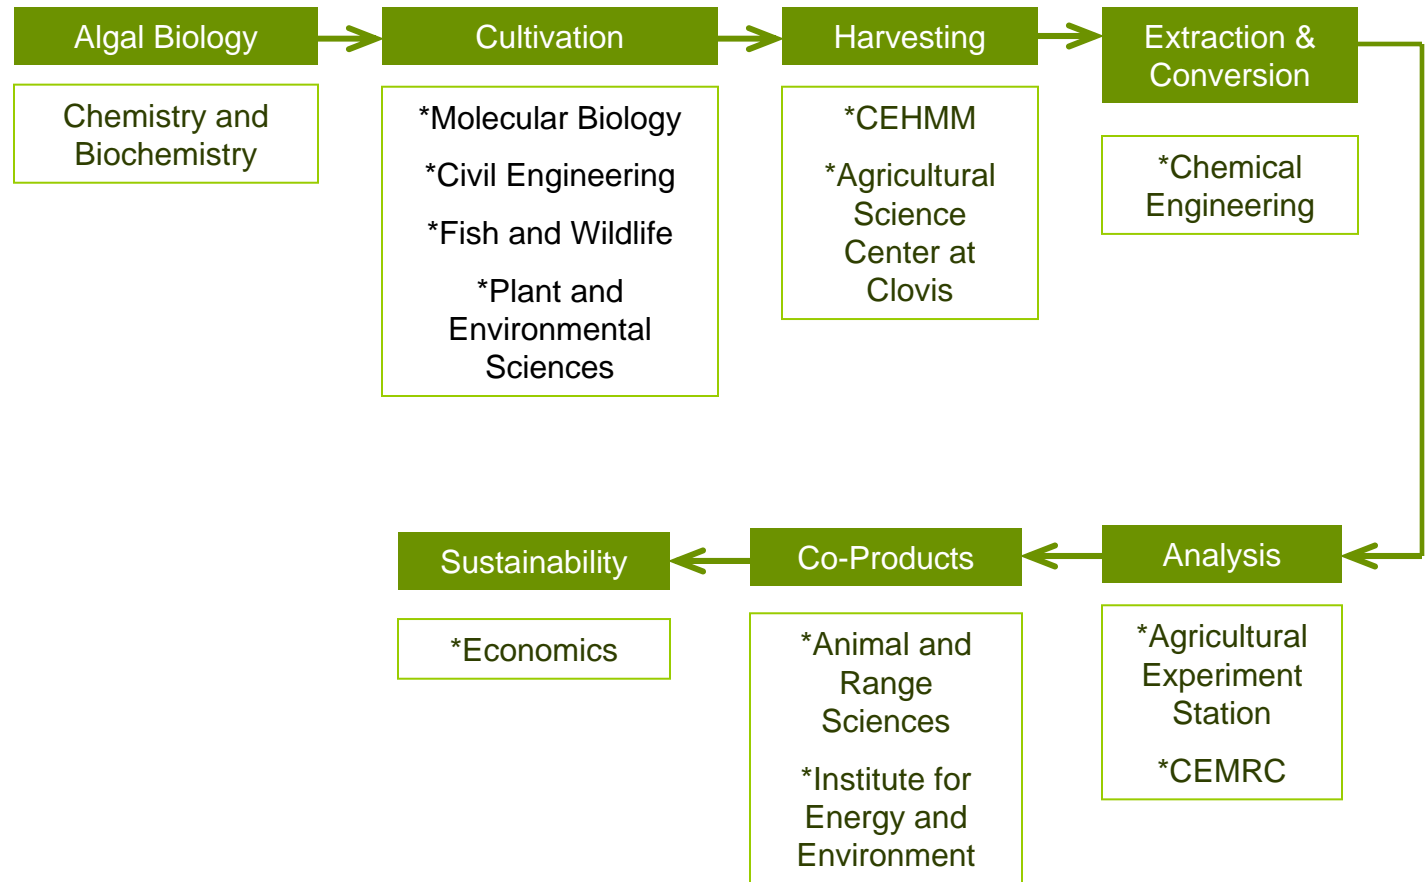 Algal Biology
Chemistry and
Biochemistry
Cultivation
*Molecular Biology
*Civil Engineering
*Fish and Wildlife
*Plant and
Environmental
Sciences
Harvesting
*CEHMM
*Agricultural
Science
Center at
Clovis
Extraction &
Conversion
*Chemical
Engineering
Analysis
*Agricultural
Experiment
Station
*CEMRC
Co-Products
*Animal and
Range
Sciences
*Institute for
Energy and
Environment
Sustainability
*Economics